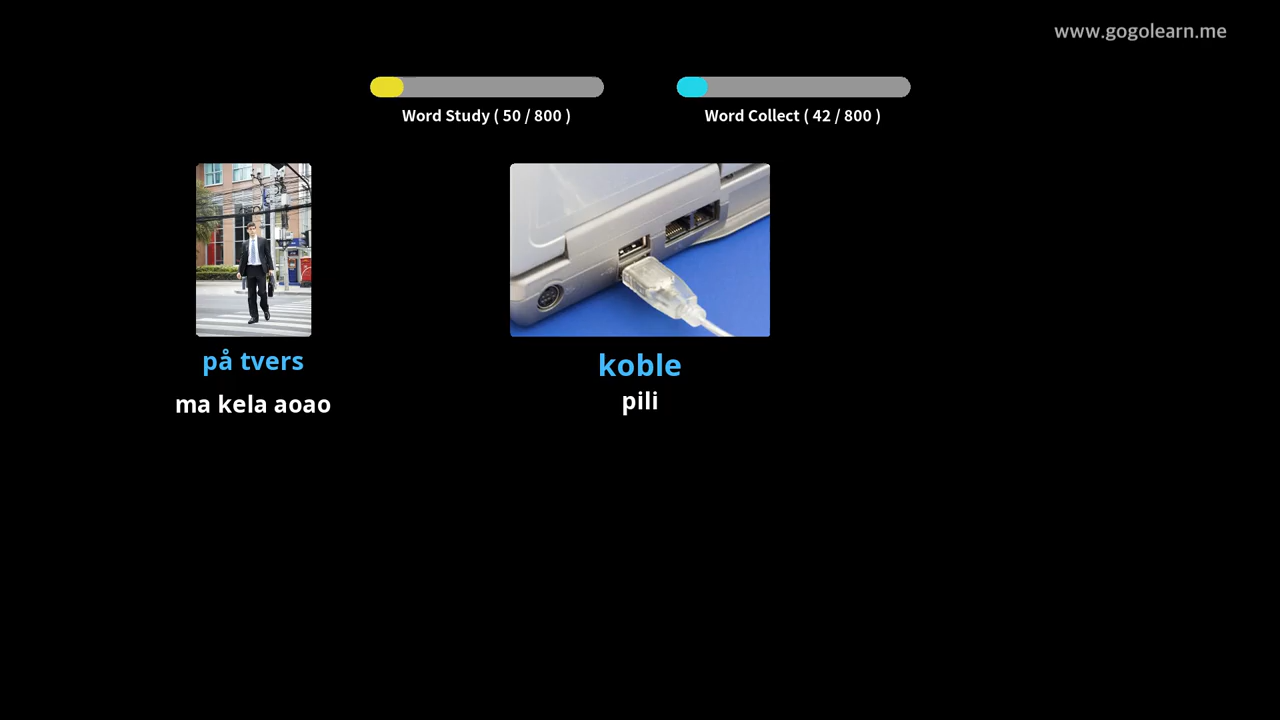 www.gogolearn.me
Word Study ( 50 / 800 )
Word Collect ( 42 / 800 )
på tvers
ma kela aoao
koble
pili